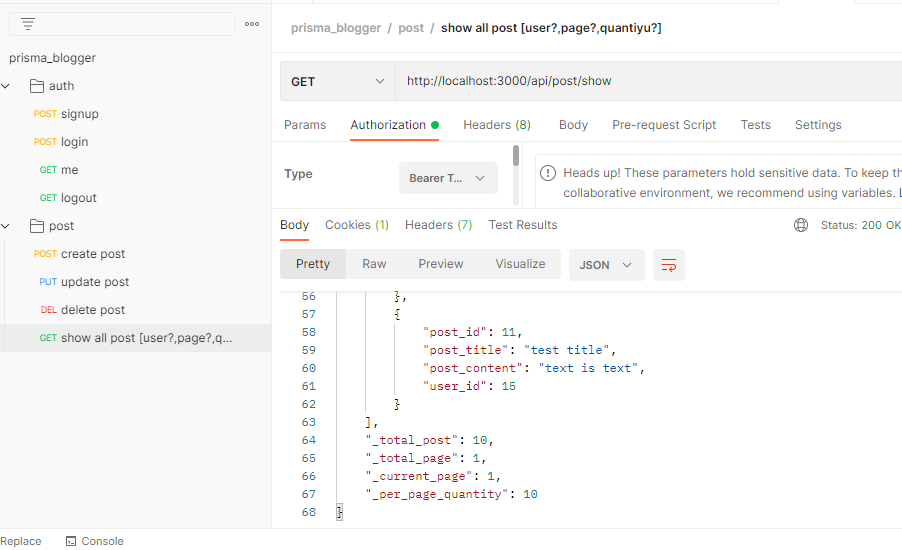 prisma_blogger / post / show all post [user?,page?,quantiyu?]
prisma_blogger
auth
POST signup
POST login
GET me
GET logout
post
POST create post
PUT update post
DEL delete post
GET show all post [user?,page?,q...
GET http://localhost:3000/api/post/show
Params Authorization Headers (8) Body Pre-request Script Tests Settings
Type
Bearer T...
Heads up! These parameters hold sensitive data. To keep th
collaborative environment, we recommend using variables. L
Body Cookies (1) Headers (7) Test Results
Status: 200 OK
Pretty Raw Preview Visualize JSON
56 },
57 {
58 "post_id": 11,
59 "post_title": "test title",
60 "post_content": "text is text",
61 "user_id": 15
62 }
63 ],
64 "_total_post": 10,
65 "_total_page": 1,
66 "_current_page": 1,
67 "_per_page_quantity": 10
68 }
Replace Console